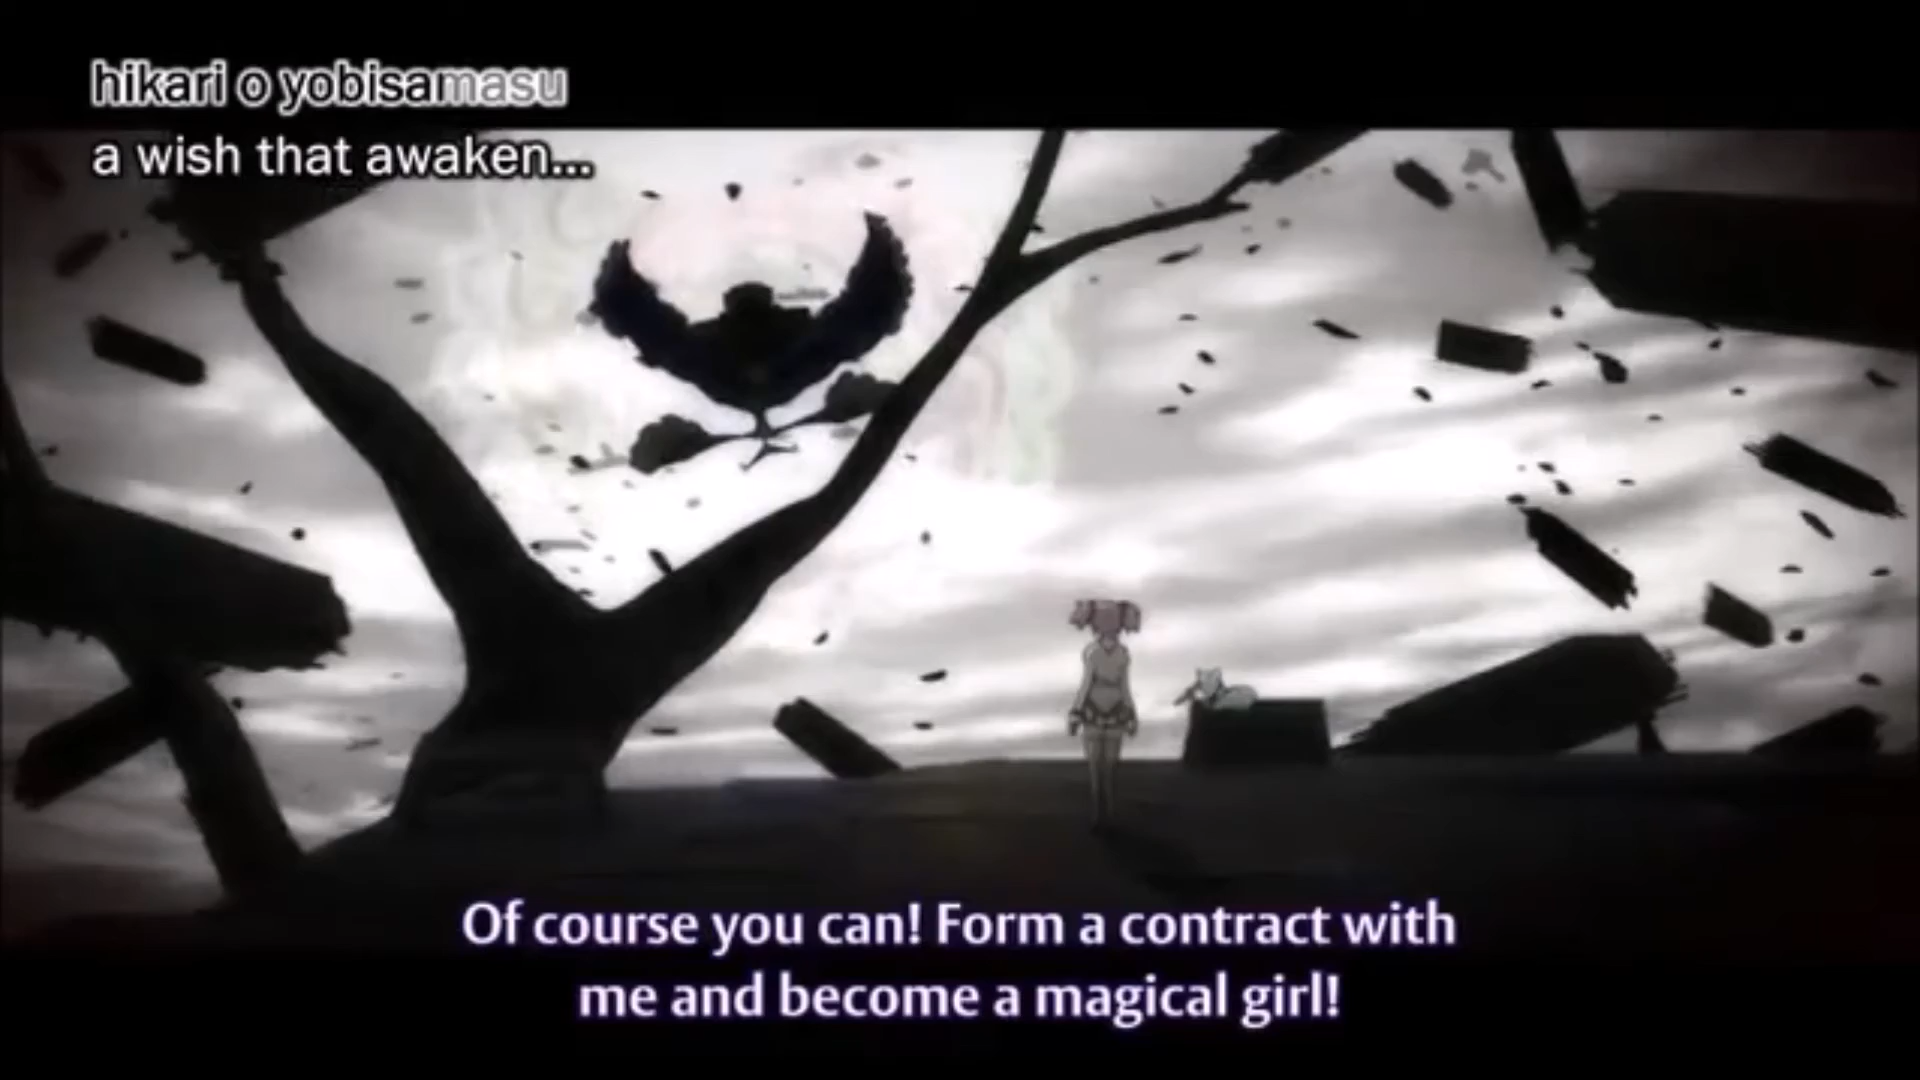 hikari o yobisamasu
a wish that awaken...
Of course you can! Form a contract with
me and become a magical girl!